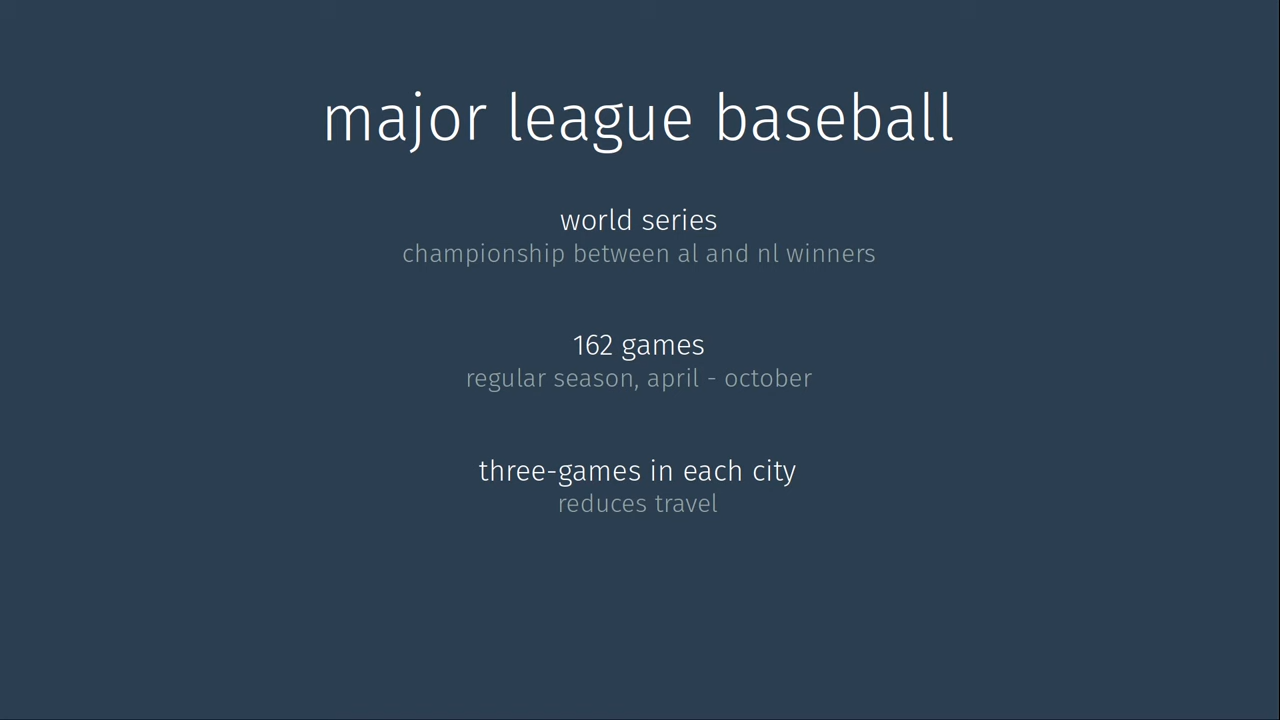 major league baseball
world series
championship between al and nl winners
162 games
regular season, april - october
three-games in each city
reduces travel